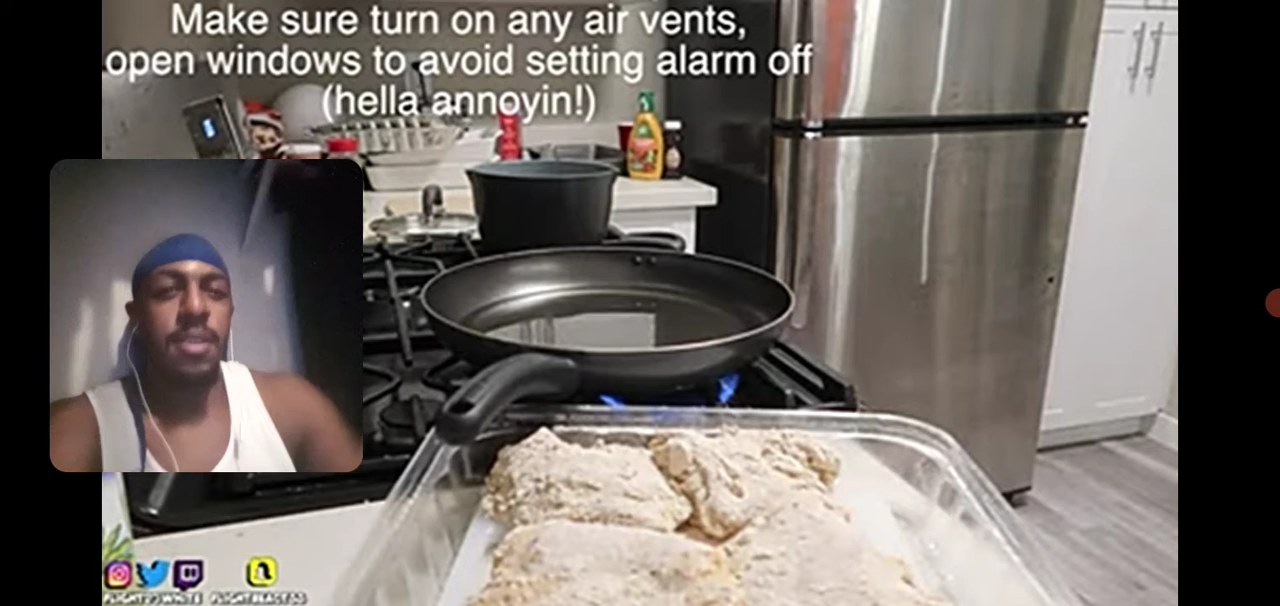 Make sure turn on any air vents,
open windows to avoid setting alarm off
(hella annoyin!)